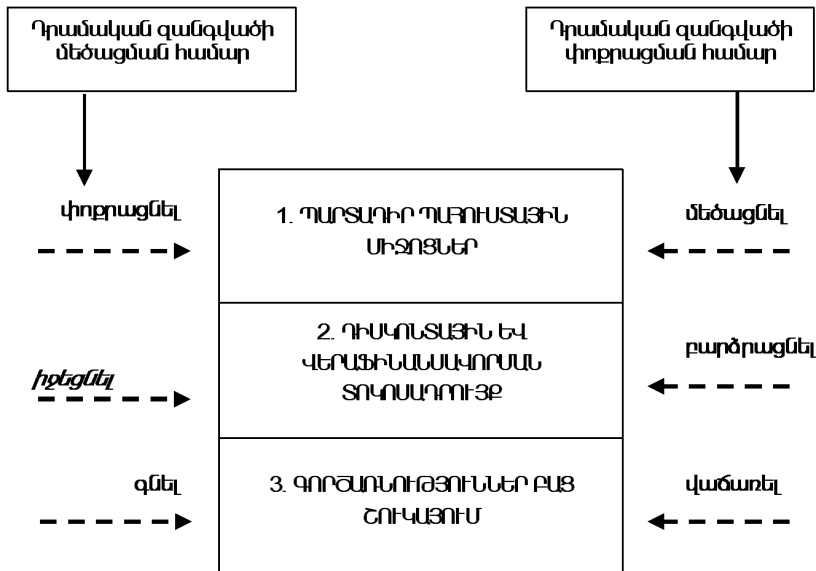 Դրամական զանգվածի
մեծացման համար
Դրամական զանգվածի
փոքրացման համար
փոքրացնել
1. ՊԱՐՏԱԴԻՐ ՊԱՀՈՒՍՏԱՅԻՆ
ՄԻՋՈՑՆԵՐ
մեծացնել
իջեցնել
2. ԴԻՍԿՈՆՏԱՅԻՆ ԵՎ
ՎԵՐԱՖԻՆԱՆՍԱՎՈՐՄԱՆ
ՏՈԿՈՍԱԴՐՈՒՅՔ
բարձրացնել
գնել
3. ԳՈՐԾԱՌՆՈՒԹՅՈՒՆՆԵՐ ԲԱՑ
ՇՈՒԿԱՅՈՒՄ
վաճառել